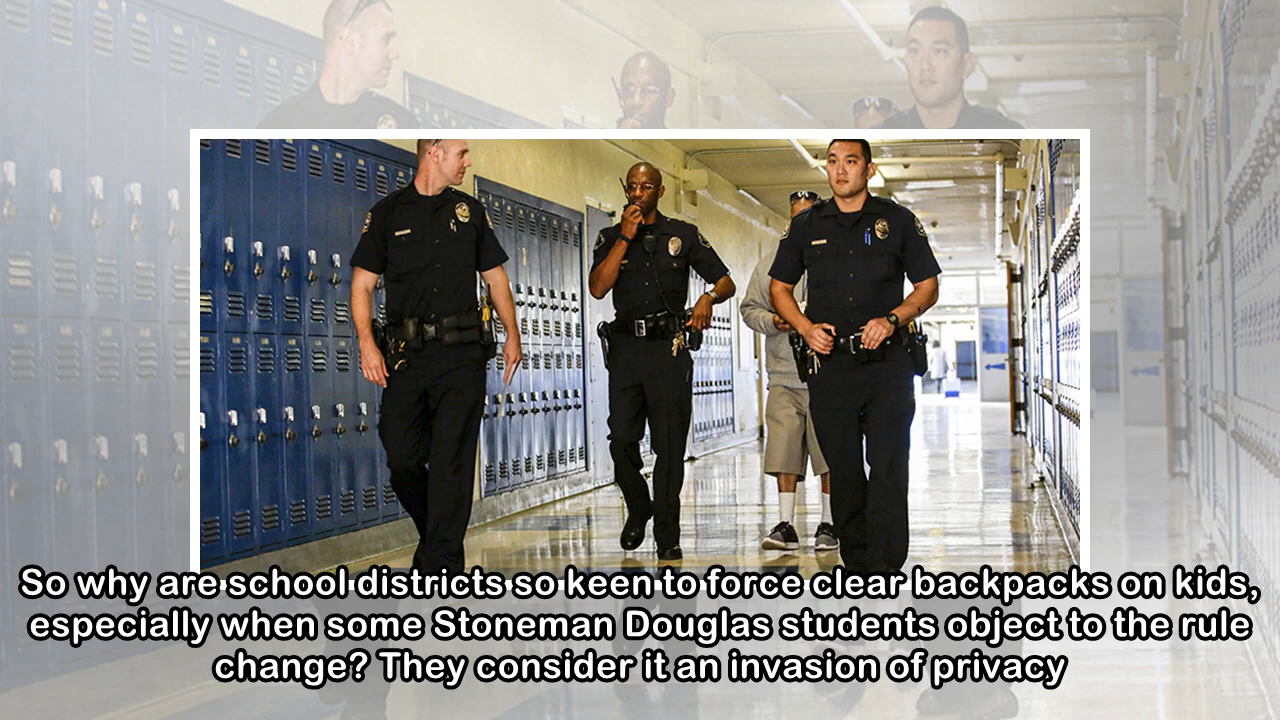 So why are school districts so keen to force clear backpacks on kids,
especially when some Stoneman Douglas students object to the rule
change? They consider it an invasion of privacy